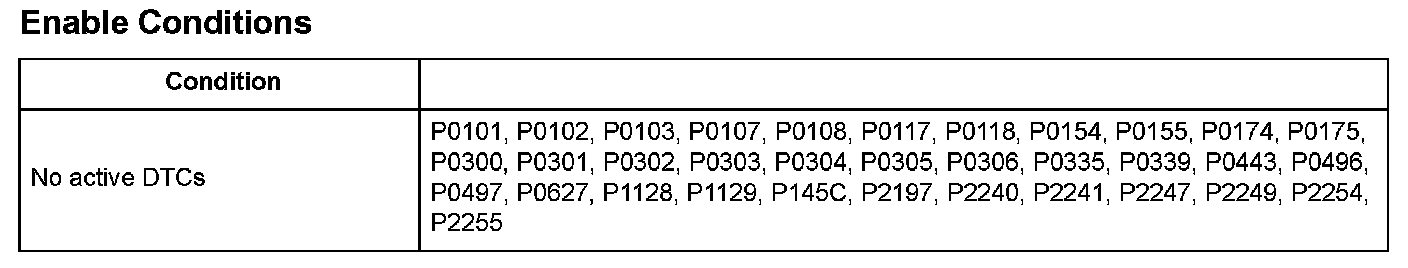 Enable Conditions
Condition
No active DTCs
P0101, P0102, P0103, P0107, P0108, P0117, P0118, P0154, P0155, P0174, P0175,
P0300, P0301, P0302, P0303, P0304, P0305, P0306, P0335, P0339, P0443, P0496,
P0497, P0627, P1128, P1129, P145C, P2197, P2240, P2241, P2247, P2249, P2254,
P2255